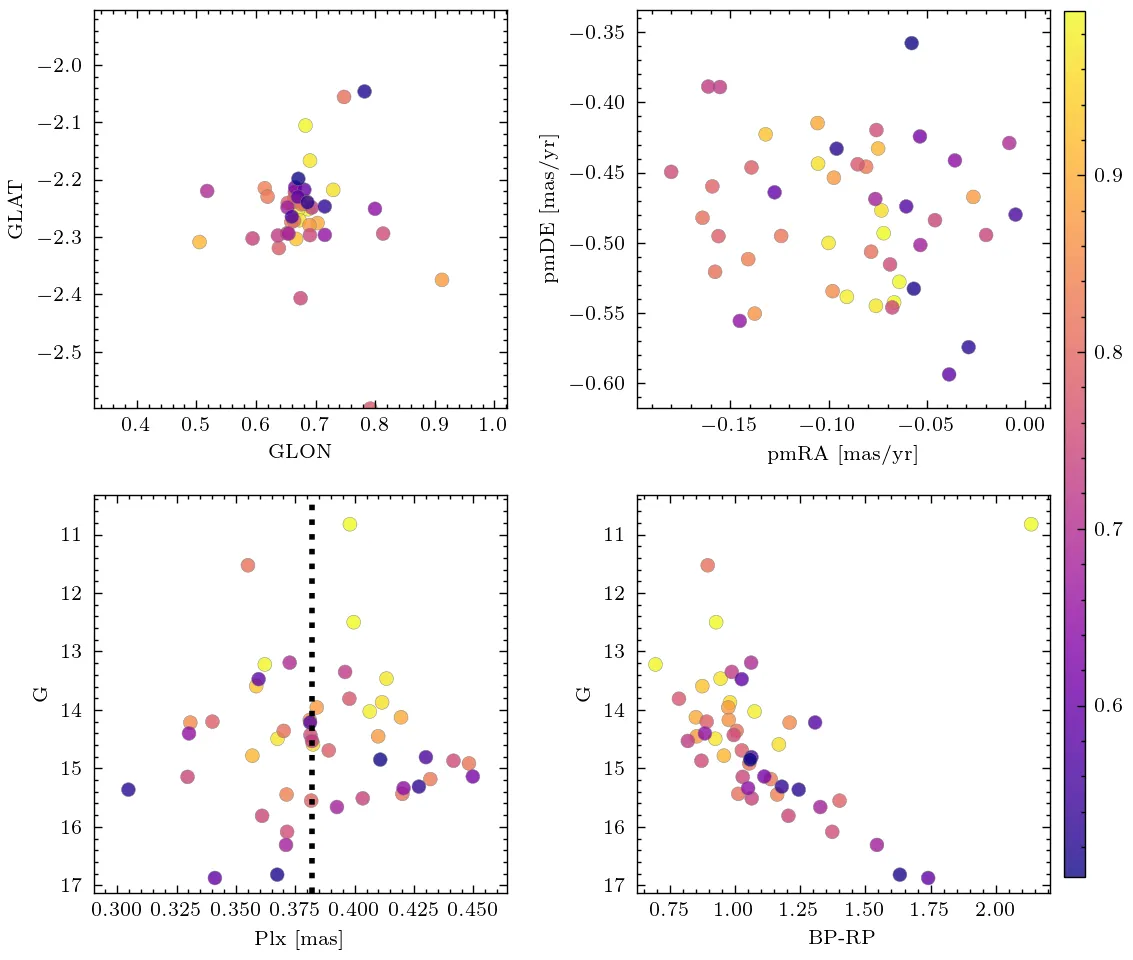 −2.0
−2.1
−2.2
−2.3
−2.4
−2.5
GLAT
0.4 0.5 0.6 0.7 0.8 0.9 1.0
GLON
−0.35
−0.40
−0.45
−0.50
−0.55
−0.60
pmDE [mas/yr]
−0.15 −0.10 −0.05 0.00
pmRA [mas/yr]
11
12
13
14
15
16
17
G
0.300 0.325 0.350 0.375 0.400 0.425 0.450
Plx [mas]
11
12
13
14
15
16
17
G
0.75 1.00 1.25 1.50 1.75 2.00
BP-RP
0.9
0.8
0.7
0.6